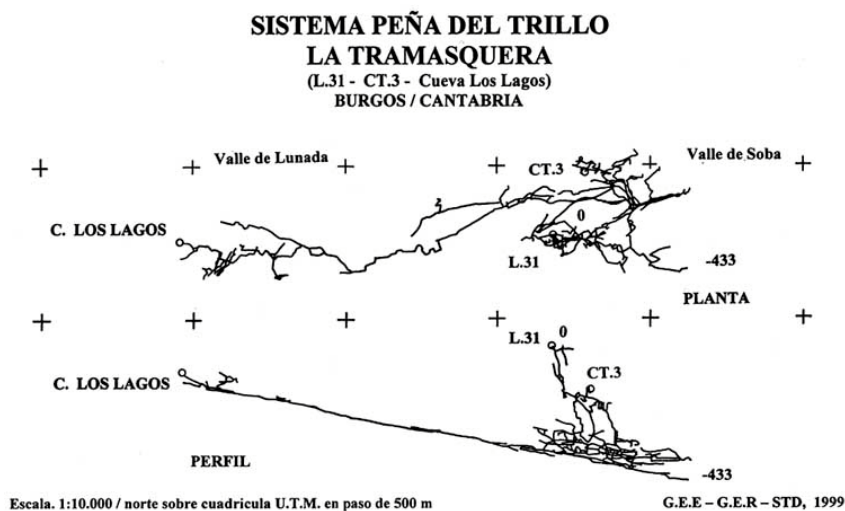 SISTEMA PEÑA DEL TRILLO
LA TRAMASQUERA
(L.31 - CT.3 - Cueva Los Lagos)
BURGOS / CANTABRIA
Valle de Lunada
CT.3
Valle de Soba
0
C. LOS LAGOS
L.31
-433
PLANTA
L.31
0
C. LOS LAGOS
CT.3
PERFIL
-433
Escala. 1:10.000 / norte sobre cuadricula U.T.M. en paso de 500 m
G.E.E – G.E.R – STD, 1999